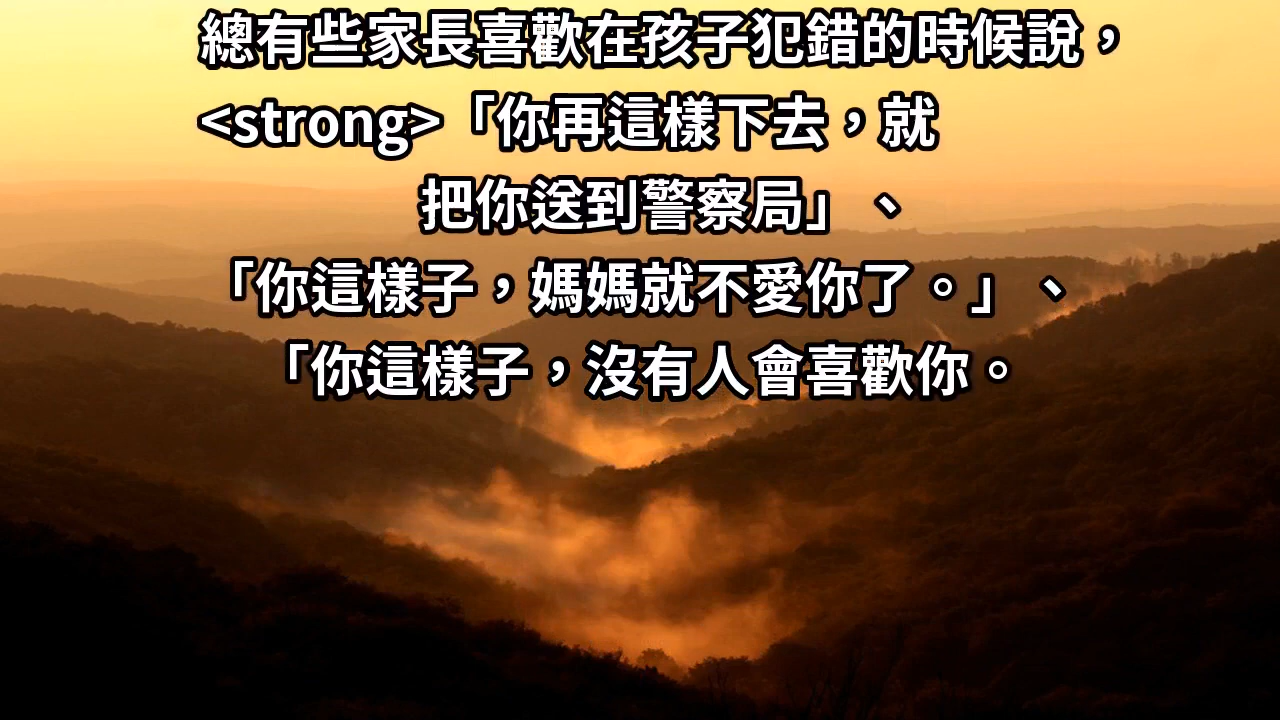 總有些家長喜歡在孩子犯錯的時候說，
<strong>「你再這樣下去，就
把你送到警察局」、
「你這樣子，媽媽就不愛你了。」、
「你這樣子，沒有人會喜歡你。